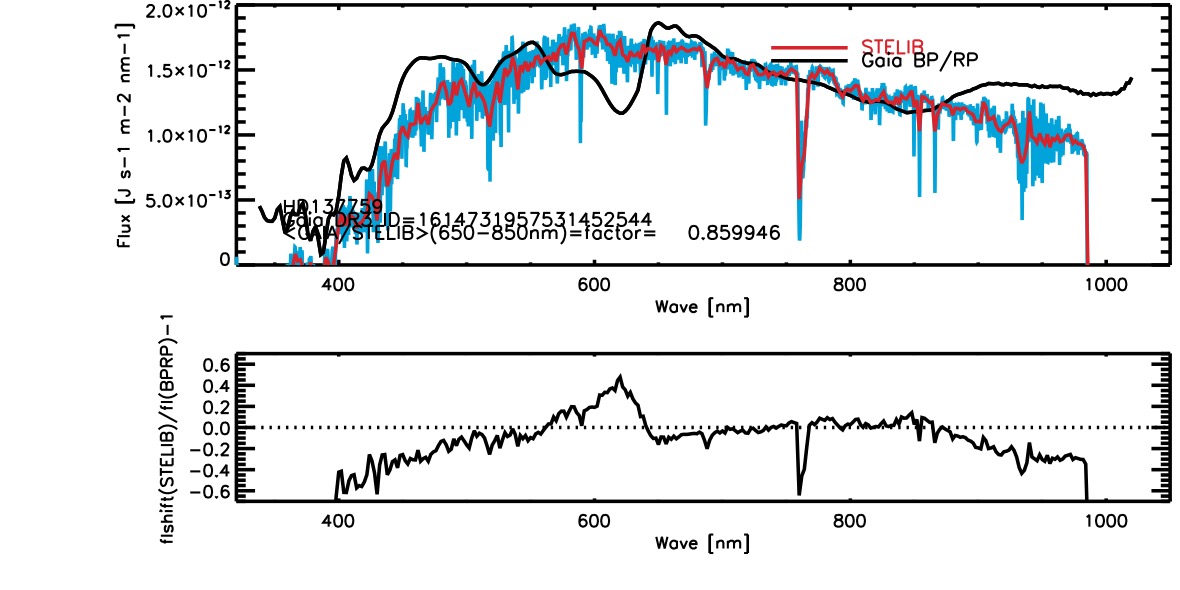 2.0×10−12
1.5×10−12
1.0×10−12
5.0×10−13
0
Flux [J s−1 m−2 nm−1]
STELIB
Gaia BP/RP
HD137759
Gaia DR3 ID=1614731957531452544
<GAIA/STELIB>(650−850nm)=factor= 0.859946
400 600 800 1000
Wave [nm]
flshift(STELIB)/fl(BPRP)−1
0.6
0.4
0.2
0.0
−0.2
−0.4
−0.6
400 600 800 1000
Wave [nm]